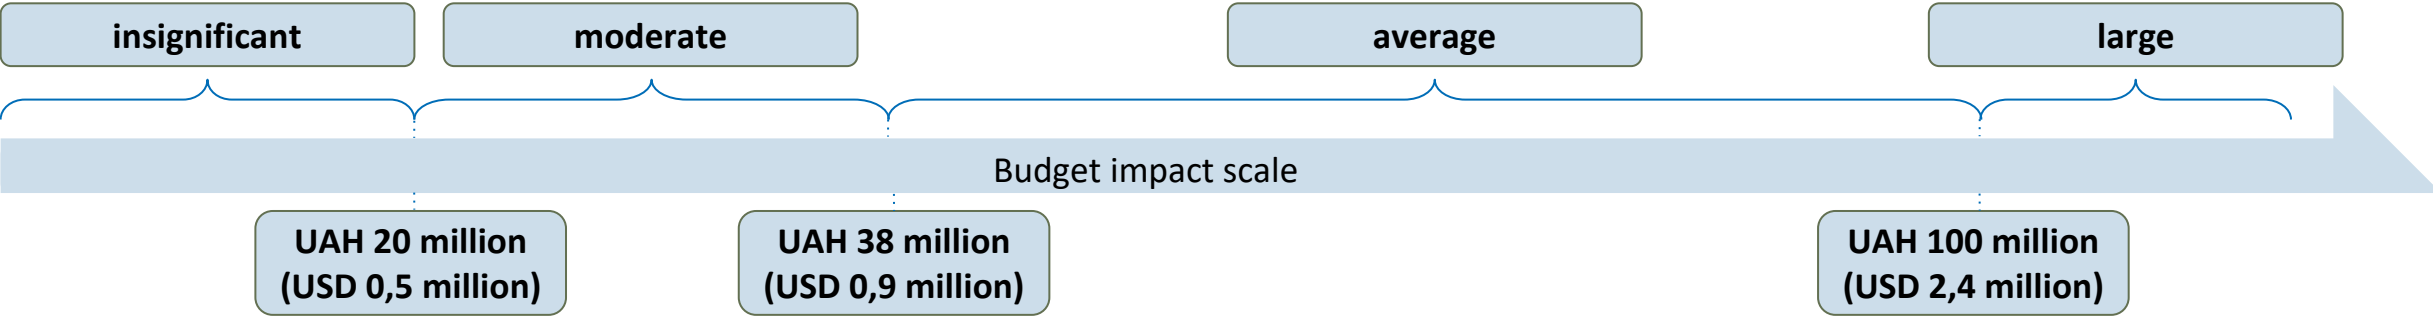 insignificant
moderate
average
large
Budget impact scale
UAH 20 million
(USD 0,5 million)
UAH 38 million
(USD 0,9 million)
UAH 100 million
(USD 2,4 million)